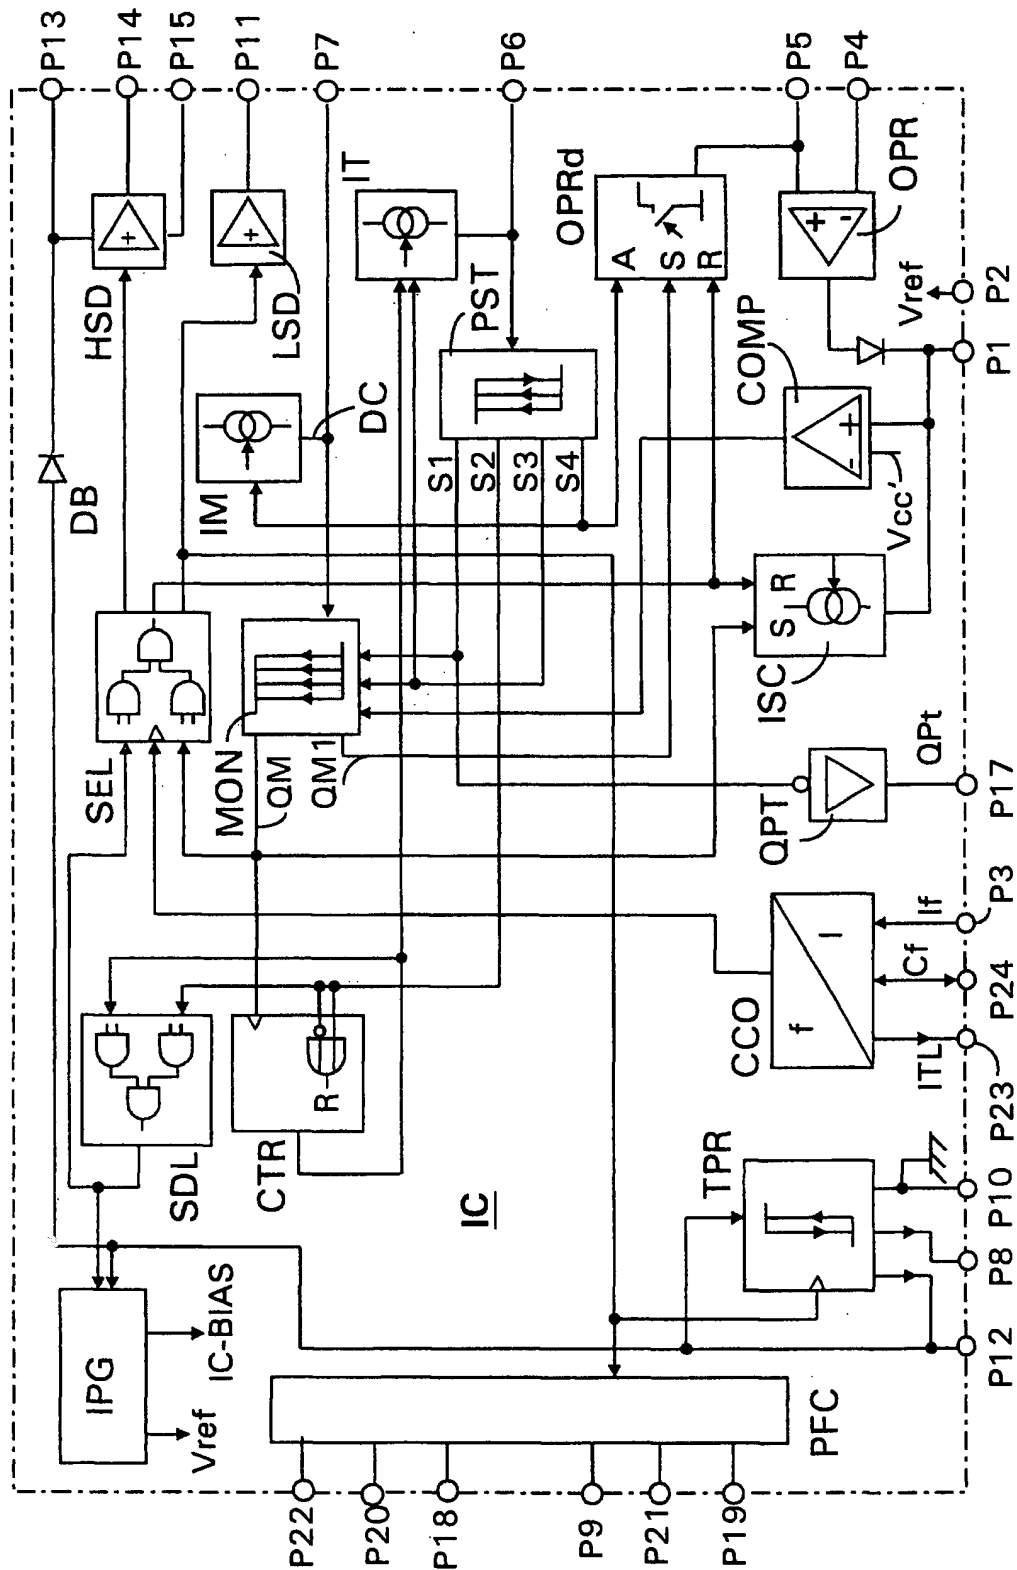 P13
P14
P15
P11
P7
P6
P5
P4
HSD
LSD
IT
OPRd
A
S
R
OPR
+
-
Vref
P2
P1
DB
IM
DC
PST
S1
S2
S3
S4
COMP
+
-
Vcc'
SEL
MON
QM
QM1
S
R
ISC
QPT
QPt
P17
SDL
CTR
R
IC
CCO
f
I
If
P3
Cf
P24
ITL
P23
TPR
P10
P8
P12
IPG
IC-BIAS
Vref
PFC
P22
P20
P18
P9
P21
P19